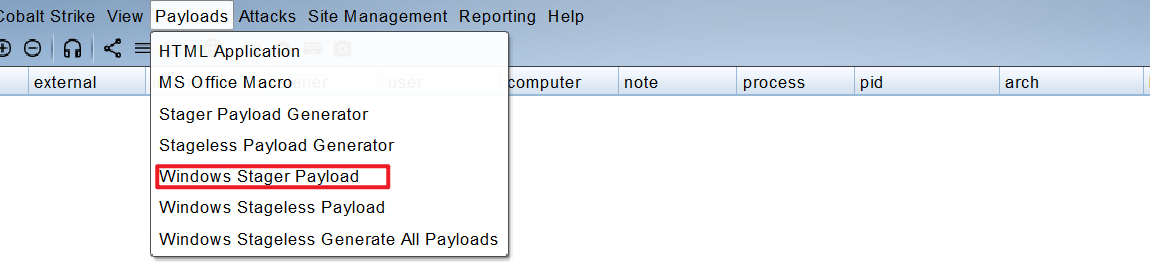 Cobalt Strike View Payloads Attacks Site Management Reporting Help
HTML Application
external user computer note process pid arch
MS Office Macro
Stager Payload Generator
Stageless Payload Generator
Windows Stager Payload
Windows Stageless Payload
Windows Stageless Generate All Payloads